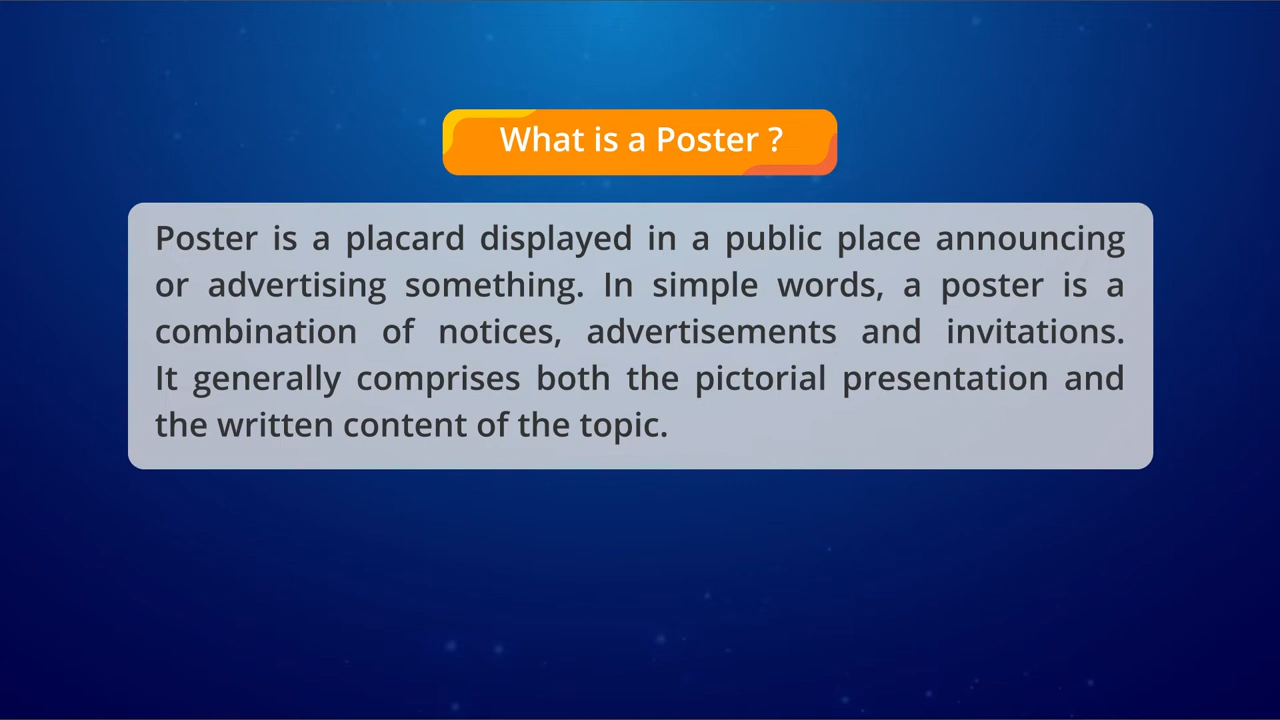 What is a Poster ?
Poster is a placard displayed in a public place announcing
or advertising something. In simple words, a poster is a
combination of notices, advertisements and invitations.
It generally comprises both the pictorial presentation and
the written content of the topic.